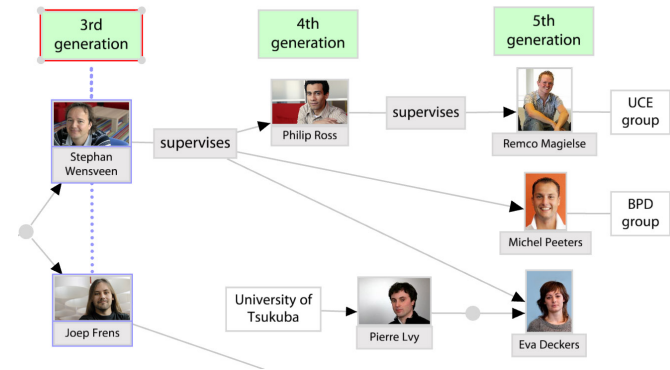 3rd
generation
4th
generation
5th
generation
Stephan
Wensveen
supervises
Philip Ross
supervises
Remco Magielse
UCE
group
Michel Peeters
BPD
group
Joep Frens
University of
Tsukuba
Pierre Lvy
Eva Deckers